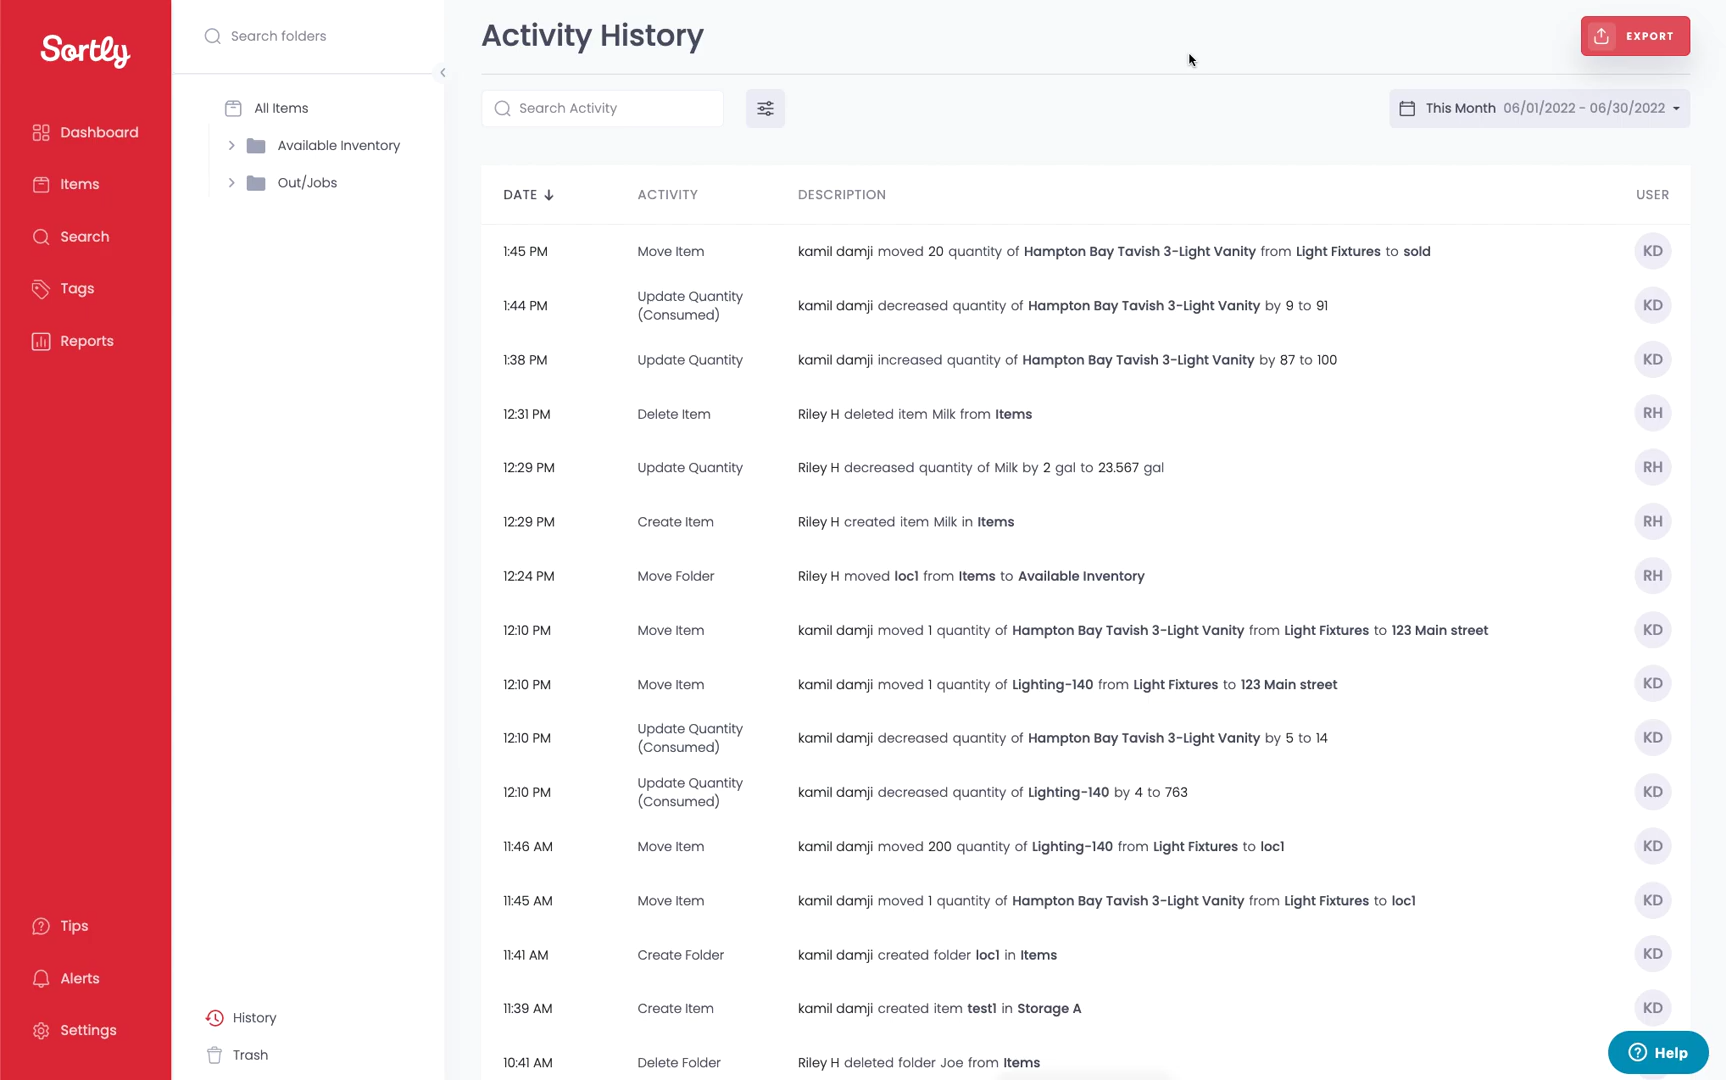 Sortly
Dashboard
Items
Search
Tags
Reports
Tips
Alerts
Settings
Search folders
All Items
Available Inventory
Out/Jobs
History
Trash
Activity History
EXPORT
Search Activity
This Month 06/01/2022 - 06/30/2022
DATE ACTIVITY DESCRIPTION USER
1:45 PM Move Item kamil damji moved 20 quantity of Hampton Bay Tavish 3-Light Vanity from Light Fixtures to sold KD
1:44 PM Update Quantity (Consumed) kamil damji decreased quantity of Hampton Bay Tavish 3-Light Vanity by 9 to 91 KD
1:38 PM Update Quantity kamil damji increased quantity of Hampton Bay Tavish 3-Light Vanity by 87 to 100 KD
12:31 PM Delete Item Riley H deleted item Milk from Items RH
12:29 PM Update Quantity Riley H decreased quantity of Milk by 2 gal to 23.567 gal RH
12:29 PM Create Item Riley H created item Milk in Items RH
12:24 PM Move Folder Riley H moved loc1 from Items to Available Inventory RH
12:10 PM Move Item kamil damji moved 1 quantity of Hampton Bay Tavish 3-Light Vanity from Light Fixtures to 123 Main street KD
12:10 PM Move Item kamil damji moved 1 quantity of Lighting-140 from Light Fixtures to 123 Main street KD
12:10 PM Update Quantity (Consumed) kamil damji decreased quantity of Hampton Bay Tavish 3-Light Vanity by 5 to 14 KD
12:10 PM Update Quantity (Consumed) kamil damji decreased quantity of Lighting-140 by 4 to 763 KD
11:46 AM Move Item kamil damji moved 200 quantity of Lighting-140 from Light Fixtures to loc1 KD
11:45 AM Move Item kamil damji moved 1 quantity of Hampton Bay Tavish 3-Light Vanity from Light Fixtures to loc1 KD
11:41 AM Create Folder kamil damji created folder loc1 in Items KD
11:39 AM Create Item kamil damji created item test1 in Storage A KD
10:41 AM Delete Folder Riley H deleted folder Joe from Items
Help